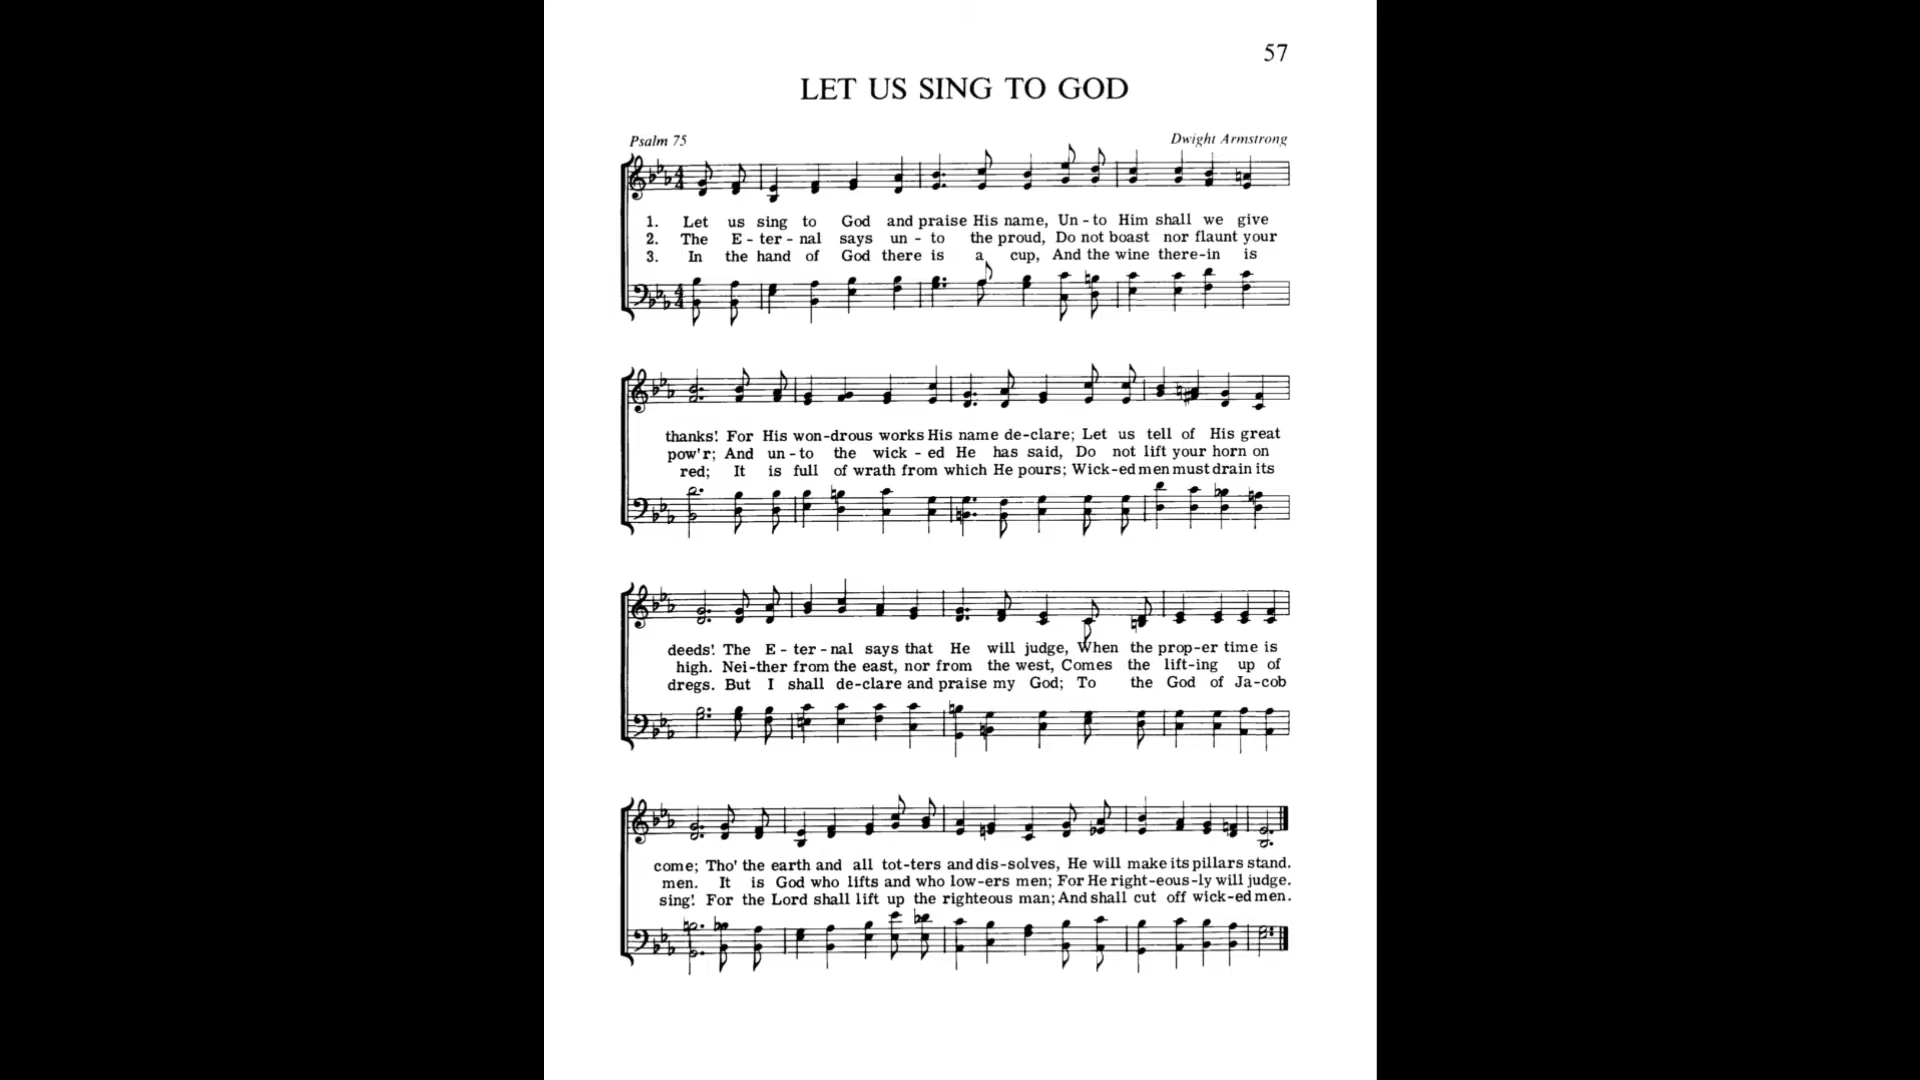 57
LET US SING TO GOD
Psalm 75
Dwight Armstrong
1. Let us sing to God and praise His name, Un - to Him shall we give
2. The E - ter - nal says un - to the proud, Do not boast nor flaunt your
3. In the hand of God there is a cup, And the wine there-in is
thanks! For His won-drous works His name de-clare; Let us tell of His great
pow'r; And un - to the wick - ed He has said, Do not lift your horn on
red; It is full of wrath from which He pours; Wick-ed men must drain its
deeds! The E - ter - nal says that He will judge, When the prop-er time is
high. Nei-ther from the east, nor from the west, Comes the lift-ing up of
dregs. But I shall de-clare and praise my God; To the God of Ja-cob
come; Tho' the earth and all tot-ters and dis-solves, He will make its pillars stand.
men. It is God who lifts and who low-ers men; For He right-eous-ly will judge.
sing! For the Lord shall lift up the righteous man; And shall cut off wick-ed men.